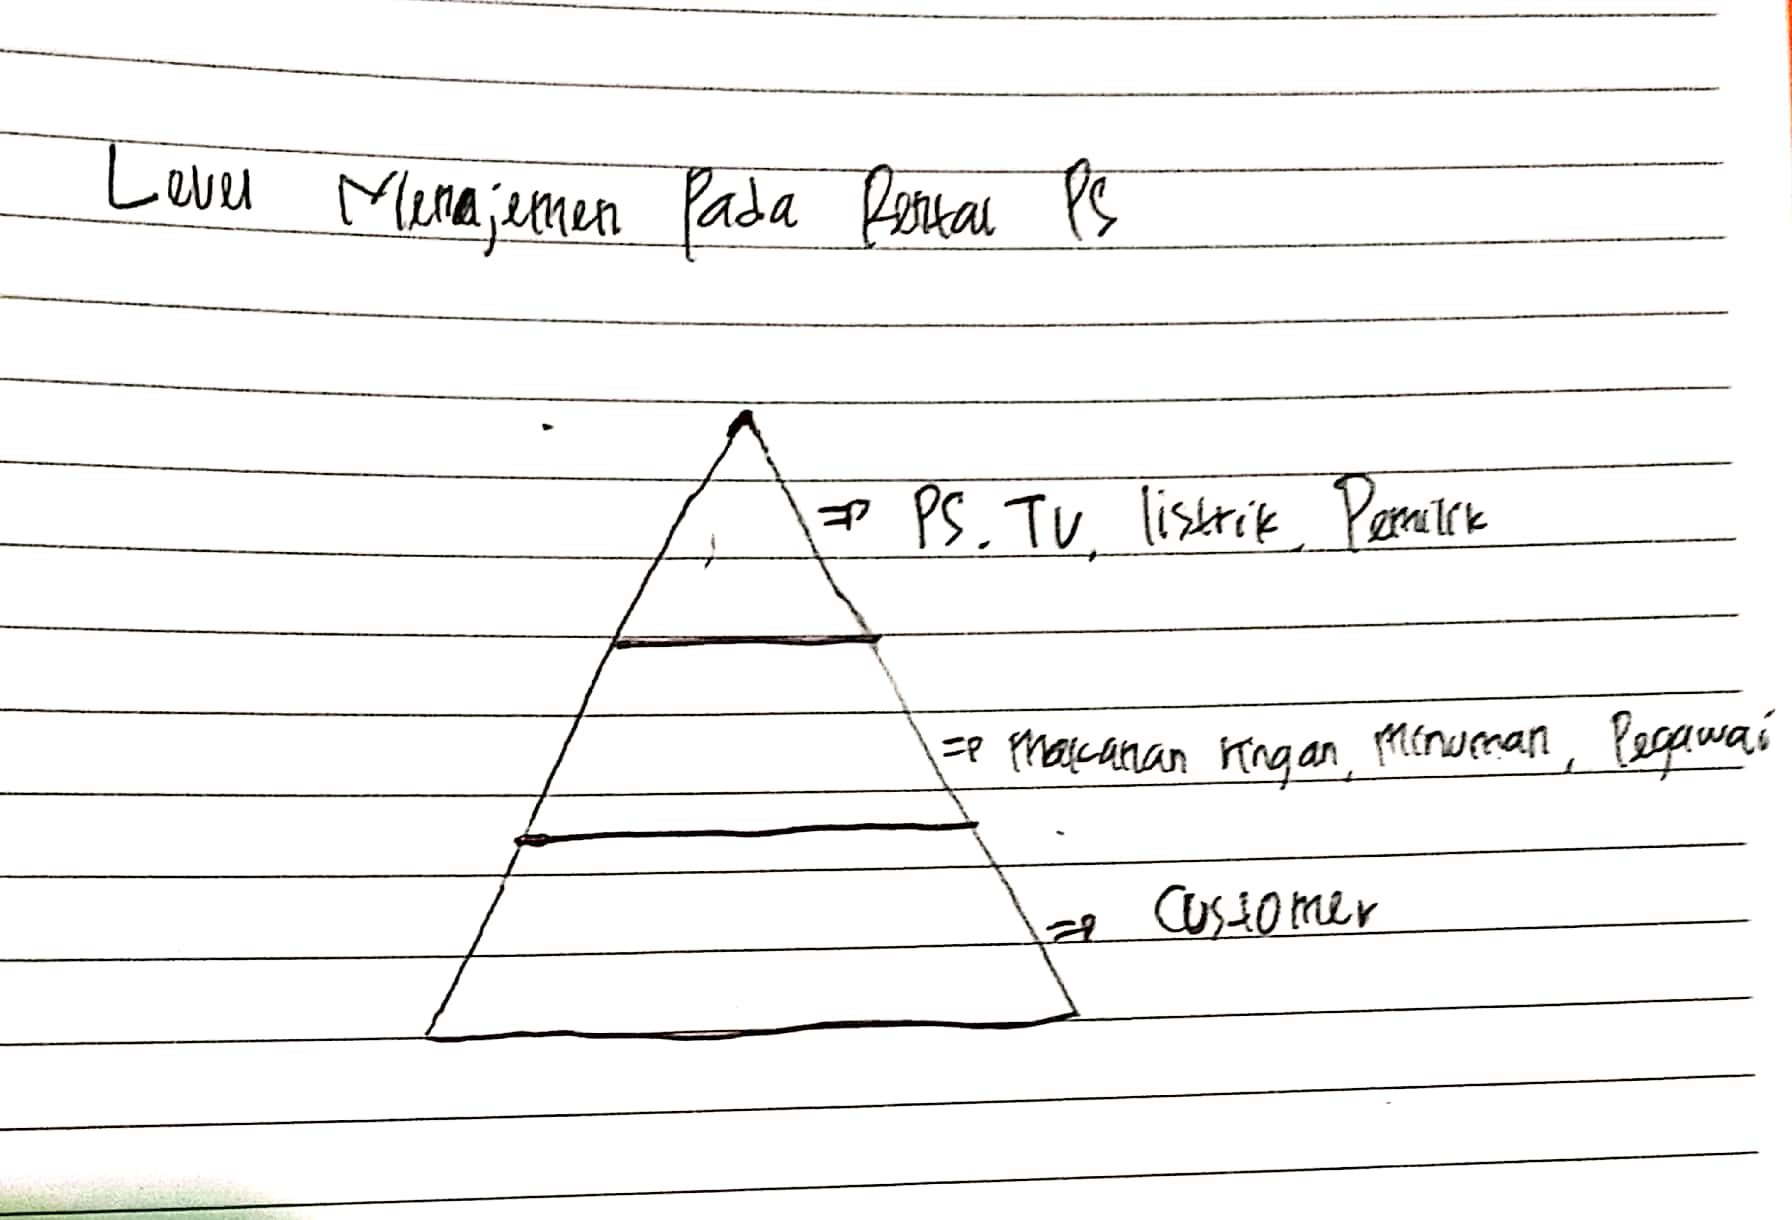 Level Menajemen Pada Rental PS
=> PS. TV, listrik, Pemilik
=> Makanan ringan, Minuman, Pegawai
=> Customer